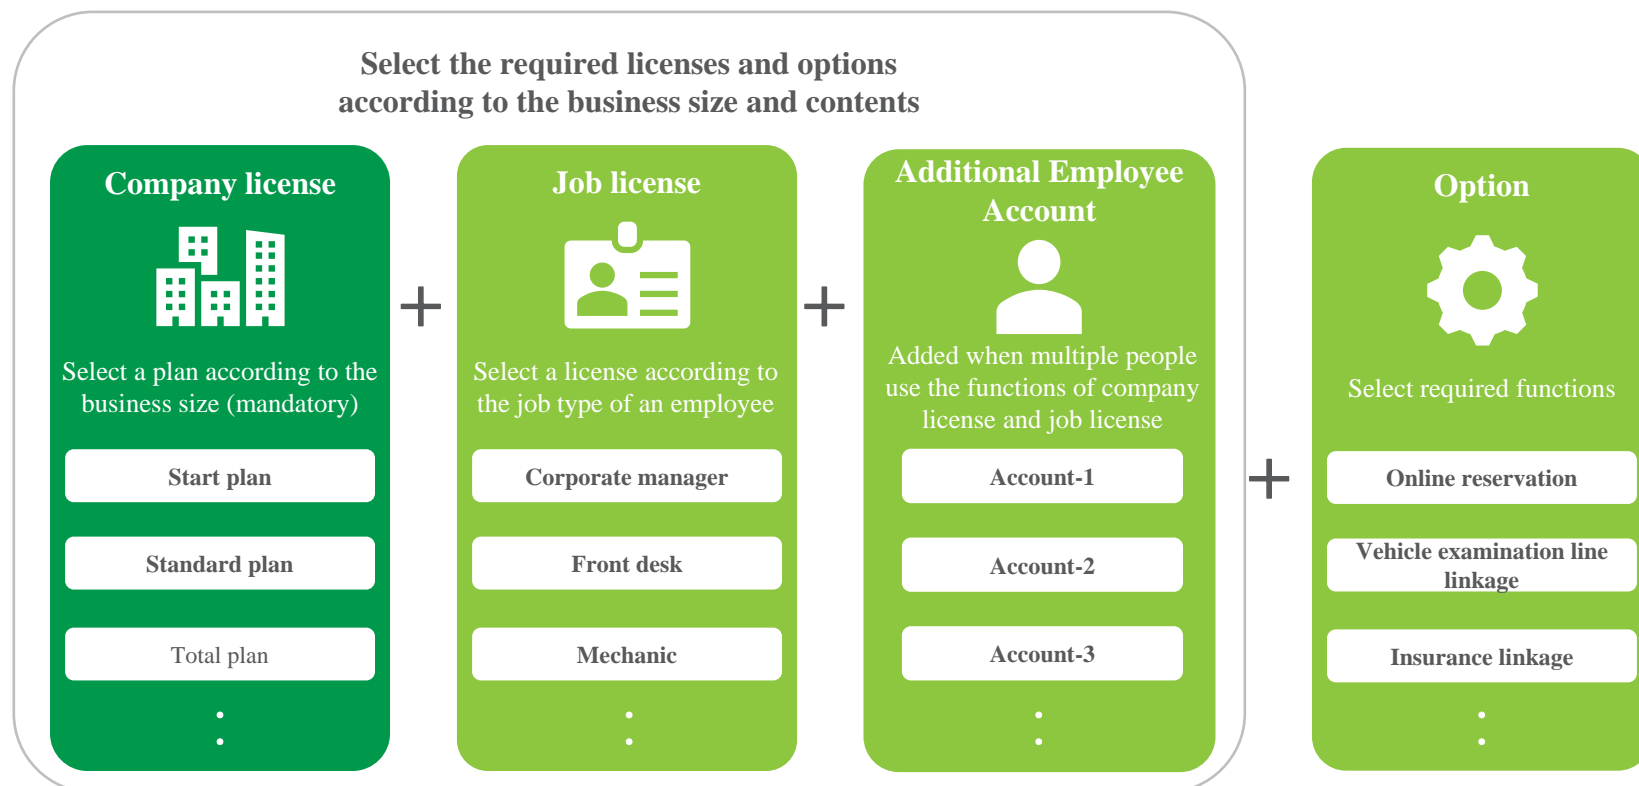 Select the required licenses and options
according to the business size and contents
Company license
Select a plan according to the
business size (mandatory)
Start plan
Standard plan
Total plan
:
+
Job license
Select a license according to
the job type of an employee
Corporate manager
Front desk
Mechanic
:
+
Additional Employee
Account
Added when multiple people
use the functions of company
license and job license
Account-1
Account-2
Account-3
:
+
Option
Select required functions
Online reservation
Vehicle examination line
linkage
Insurance linkage
: